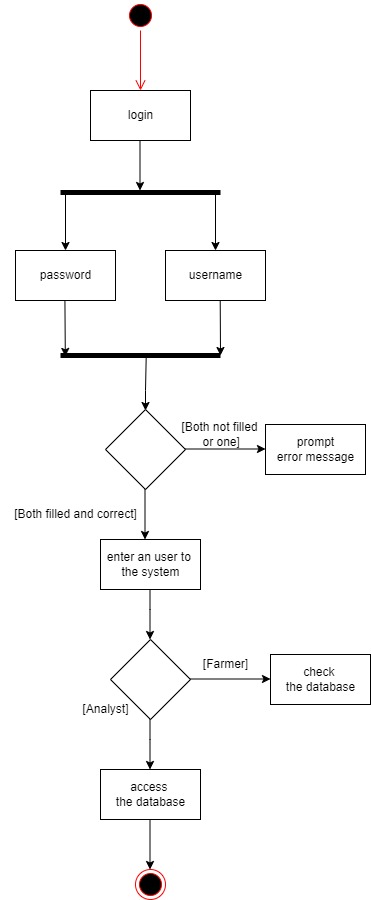 login
password
username
[Both not filled
or one]
prompt
error message
[Both filled and correct]
enter an user to
the system
[Farmer]
check
the database
[Analyst]
access
the database